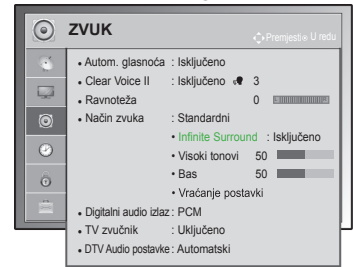 ZVUK
Premjesti U redu
• Autom. glasnoća : Isključeno
• Clear Voice II : Isključeno 3
• Ravnoteža 0
• Način zvuka : Standardni
• Infinite Surround : Isključeno
• Visoki tonovi 50
• Bas 50
• Vraćanje postavki
• Digitalni audio izlaz : PCM
• TV zvučnik : Uključeno
• DTV Audio postavke : Automatski